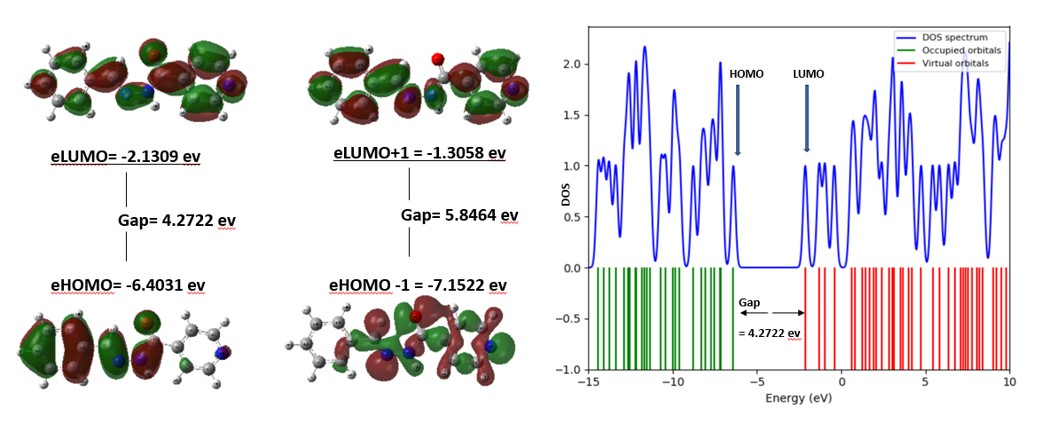 eLUMO= -2.1309 ev
Gap= 4.2722 ev
eHOMO= -6.4031 ev
eLUMO+1 = -1.3058 ev
Gap= 5.8464 ev
eHOMO -1 = -7.1522 ev
DOS spectrum
Occupied orbitals
Virtual orbitals
HOMO
LUMO
2.0
1.5
1.0
0.5
0.0
−0.5
−1.0
DOS
Gap
= 4.2722 ev
−15
−10
−5
0
5
10
Energy (eV)